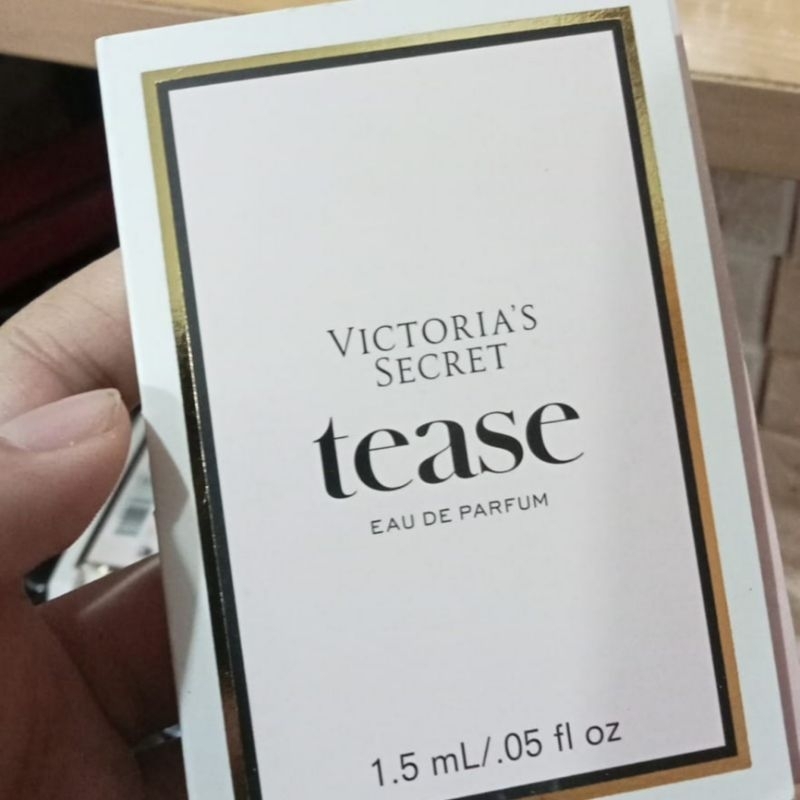 VICTORIA'S
SECRET
tease
EAU DE PARFUM
1.5 mL/.05 fl oz